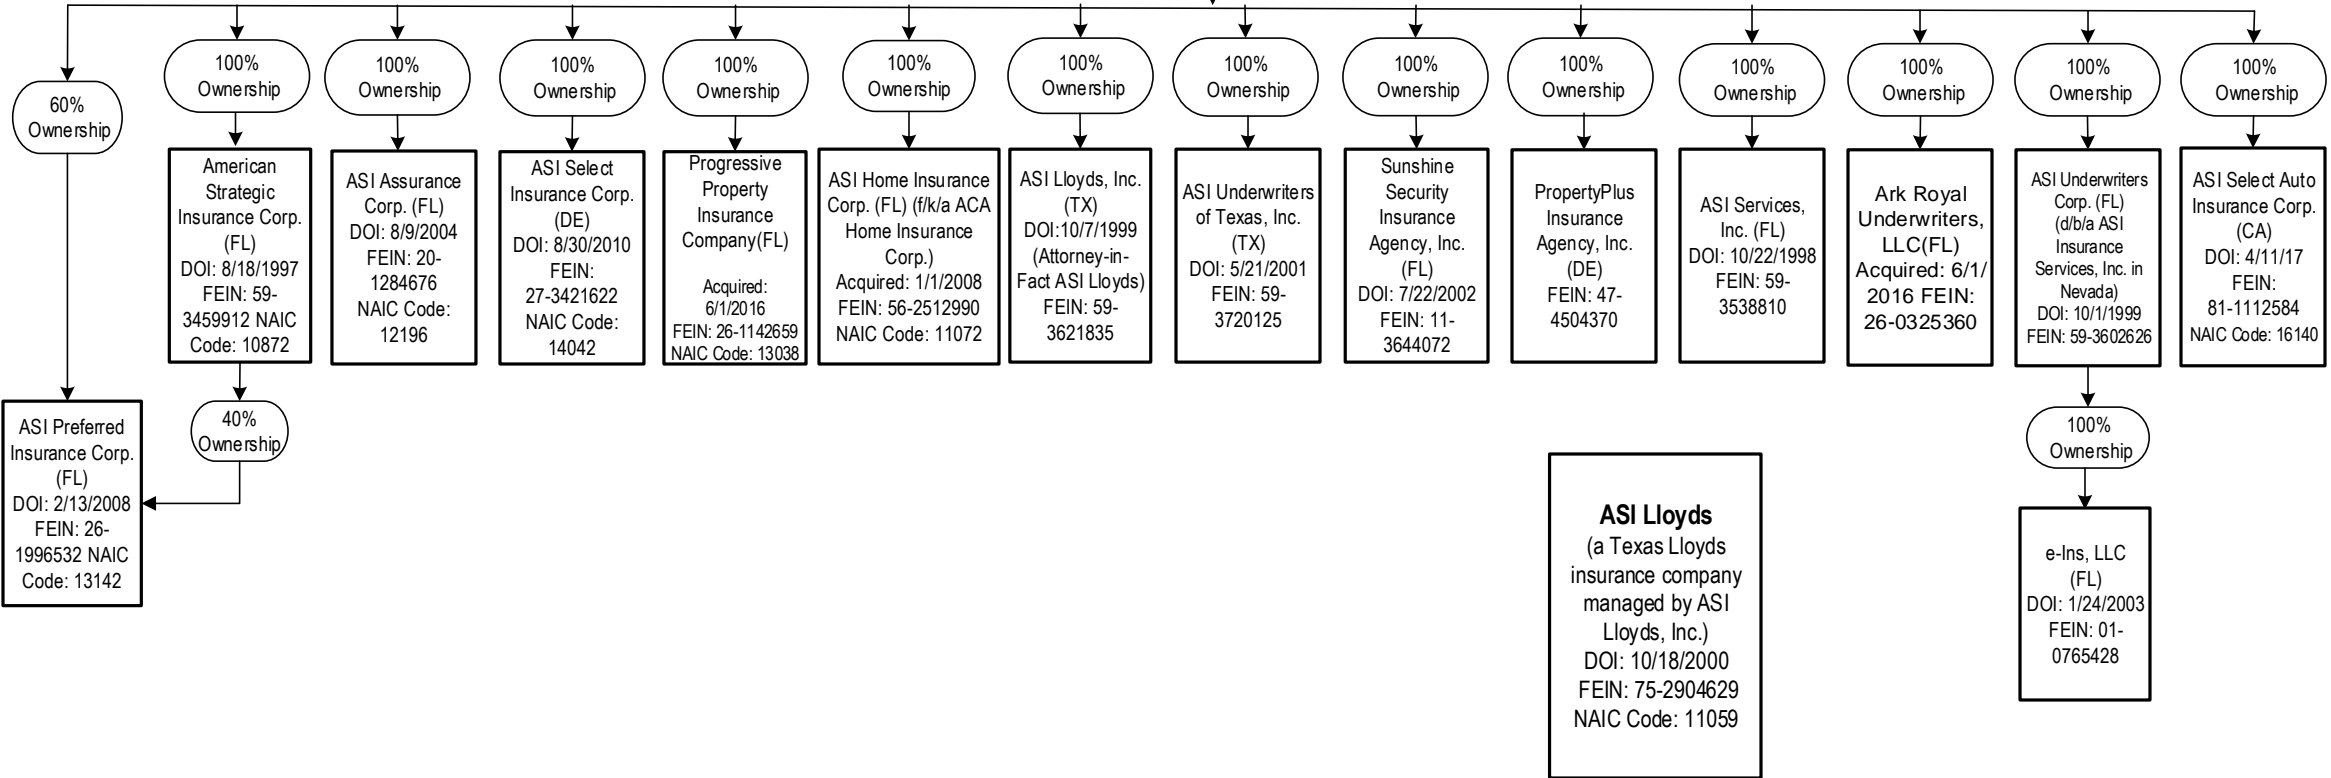 60%
Ownership
100%
Ownership
100%
Ownership
100%
Ownership
100%
Ownership
100%
Ownership
100%
Ownership
100%
Ownership
100%
Ownership
100%
Ownership
100%
Ownership
100%
Ownership
100%
Ownership
100%
Ownership
American
Strategic
Insurance Corp.
(FL)
DOI: 8/18/1997
FEIN: 59-
3459912 NAIC
Code: 10872
ASI Assurance
Corp. (FL)
DOI: 8/9/2004
FEIN: 20-
1284676
NAIC Code:
12196
ASI Select
Insurance Corp.
(DE)
DOI: 8/30/2010
FEIN:
27-3421622
NAIC Code:
14042
Progressive
Property
Insurance
Company(FL)
Acquired:
6/1/2016
FEIN: 26-1142659
NAIC Code: 13038
ASI Home Insurance
Corp. (FL) (f/k/a ACA
Home Insurance
Corp.)
Acquired: 1/1/2008
FEIN: 56-2512990
NAIC Code: 11072
ASI Lloyds, Inc.
(TX)
DOI:10/7/1999
(Attorney-in-
Fact ASI Lloyds)
FEIN: 59-
3621835
ASI Underwriters
of Texas, Inc.
(TX)
DOI: 5/21/2001
FEIN: 59-
3720125
Sunshine
Security
Insurance
Agency, Inc.
(FL)
DOI: 7/22/2002
FEIN: 11-
3644072
PropertyPlus
Insurance
Agency, Inc.
(DE)
FEIN: 47-
4504370
ASI Services,
Inc. (FL)
DOI: 10/22/1998
FEIN: 59-
3538810
Ark Royal
Underwriters,
LLC(FL)
Acquired: 6/1/
2016 FEIN:
26-0325360
ASI Underwriters
Corp. (FL)
(d/b/a ASI
Insurance
Services, Inc. in
Nevada)
DOI: 10/1/1999
FEIN: 59-3602626
ASI Select Auto
Insurance Corp.
(CA)
DOI: 4/11/17
FEIN:
81-1112584
NAIC Code: 16140
ASI Preferred
Insurance Corp.
(FL)
DOI: 2/13/2008
FEIN: 26-
1996532 NAIC
Code: 13142
40%
Ownership
100%
Ownership
ASI Lloyds
(a Texas Lloyds
insurance company
managed by ASI
Lloyds, Inc.)
DOI: 10/18/2000
FEIN: 75-2904629
NAIC Code: 11059
e-Ins, LLC
(FL)
DOI: 1/24/2003
FEIN: 01-
0765428